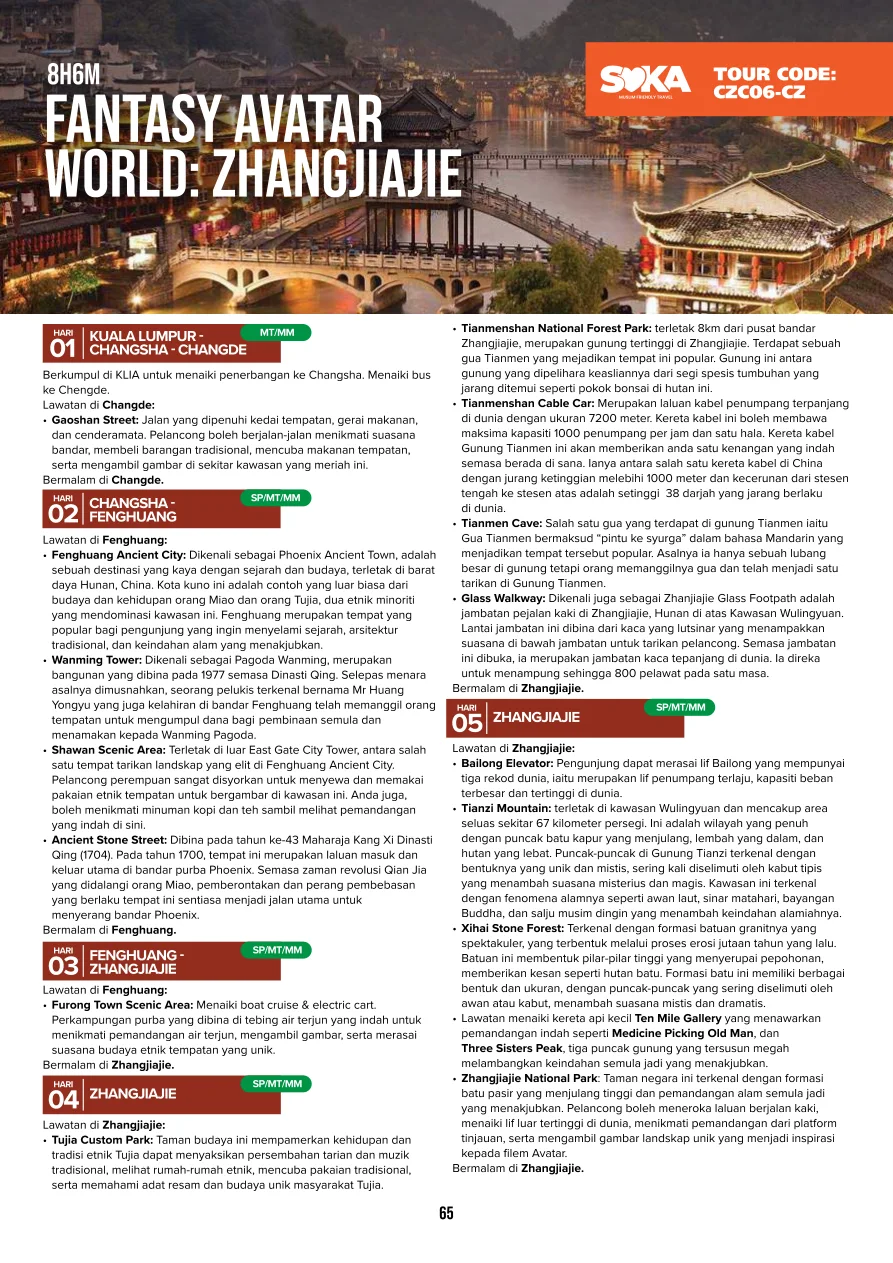 8H6M
FANTASY AVATAR
WORLD: ZHANGJIAJIE
SOKA
MUSLIM FRIENDLY TRAVEL
TOUR CODE:
CZC06-CZ
HARI
01
KUALA LUMPUR -
CHANGSHA - CHANGDE
MT/MM
Berkumpul di KLIA untuk menaiki penerbangan ke Changsha. Menaiki bus
ke Chengde.
Lawatan di Changde:
• Gaoshan Street: Jalan yang dipenuhi kedai tempatan, gerai makanan,
dan cenderamata. Pelancong boleh berjalan-jalan menikmati suasana
bandar, membeli barangan tradisional, mencuba makanan tempatan,
serta mengambil gambar di sekitar kawasan yang meriah ini.
Bermalam di Changde.
HARI
02
CHANGSHA -
FENGHUANG
SP/MT/MM
Lawatan di Fenghuang:
• Fenghuang Ancient City: Dikenali sebagai Phoenix Ancient Town, adalah
sebuah destinasi yang kaya dengan sejarah dan budaya, terletak di barat
daya Hunan, China. Kota kuno ini adalah contoh yang luar biasa dari
budaya dan kehidupan orang Miao dan orang Tujia, dua etnik minoriti
yang mendominasi kawasan ini. Fenghuang merupakan tempat yang
popular bagi pengunjung yang ingin menyelami sejarah, arsitektur
tradisional, dan keindahan alam yang menakjubkan.
• Wanming Tower: Dikenali sebagai Pagoda Wanming, merupakan
bangunan yang dibina pada 1977 semasa Dinasti Qing. Selepas menara
asalnya dimusnahkan, seorang pelukis terkenal bernama Mr Huang
Yongyu yang juga kelahiran di bandar Fenghuang telah memanggil orang
tempatan untuk mengumpul dana bagi pembinaan semula dan
menamakan kepada Wanming Pagoda.
• Shawan Scenic Area: Terletak di luar East Gate City Tower, antara salah
satu tempat tarikan landskap yang elit di Fenghuang Ancient City.
Pelancong perempuan sangat disyorkan untuk menyewa dan memakai
pakaian etnik tempatan untuk bergambar di kawasan ini. Anda juga,
boleh menikmati minuman kopi dan teh sambil melihat pemandangan
yang indah di sini.
• Ancient Stone Street: Dibina pada tahun ke-43 Maharaja Kang Xi Dinasti
Qing (1704). Pada tahun 1700, tempat ini merupakan laluan masuk dan
keluar utama di bandar purba Phoenix. Semasa zaman revolusi Qian Jia
yang didalangi orang Miao, pemberontakan dan perang pembebasan
yang berlaku tempat ini sentiasa menjadi jalan utama untuk
menyerang bandar Phoenix.
Bermalam di Fenghuang.
HARI
03
FENGHUANG -
ZHANGJIAJIE
SP/MT/MM
Lawatan di Fenghuang:
• Furong Town Scenic Area: Menaiki boat cruise & electric cart.
Perkampungan purba yang dibina di tebing air terjun yang indah untuk
menikmati pemandangan air terjun, mengambil gambar, serta merasai
suasana budaya etnik tempatan yang unik.
Bermalam di Zhangjiajie.
HARI
04
ZHANGJIAJIE
SP/MT/MM
Lawatan di Zhangjiajie:
• Tujia Custom Park: Taman budaya ini mempamerkan kehidupan dan
tradisi etnik Tujia dapat menyaksikan persembahan tarian dan muzik
tradisional, melihat rumah-rumah etnik, mencuba pakaian tradisional,
serta memahami adat resam dan budaya unik masyarakat Tujia.
• Tianmenshan National Forest Park: terletak 8km dari pusat bandar
Zhangjiajie, merupakan gunung tertinggi di Zhangjiajie. Terdapat sebuah
gua Tianmen yang mejadikan tempat ini popular. Gunung ini antara
gunung yang dipelihara keasliannya dari segi spesis tumbuhan yang
jarang ditemui seperti pokok bonsai di hutan ini.
• Tianmenshan Cable Car: Merupakan laluan kabel penumpang terpanjang
di dunia dengan ukuran 7200 meter. Kereta kabel ini boleh membawa
maksima kapasiti 1000 penumpang per jam dan satu hala. Kereta kabel
Gunung Tianmen ini akan memberikan anda satu kenangan yang indah
semasa berada di sana. Ianya antara salah satu kereta kabel di China
dengan jurang ketinggian melebihi 1000 meter dan kecerunan dari stesen
tengah ke stesen atas adalah setinggi 38 darjah yang jarang berlaku
di dunia.
• Tianmen Cave: Salah satu gua yang terdapat di gunung Tianmen iaitu
Gua Tianmen bermaksud “pintu ke syurga” dalam bahasa Mandarin yang
menjadikan tempat tersebut popular. Asalnya ia hanya sebuah lubang
besar di gunung tetapi orang memanggilnya gua dan telah menjadi satu
tarikan di Gunung Tianmen.
• Glass Walkway: Dikenali juga sebagai Zhanjiajie Glass Footpath adalah
jambatan pejalan kaki di Zhangjiajie, Hunan di atas Kawasan Wulingyuan.
Lantai jambatan ini dibina dari kaca yang lutsinar yang menampakkan
suasana di bawah jambatan untuk tarikan pelancong. Semasa jambatan
ini dibuka, ia merupakan jambatan kaca tepanjang di dunia. Ia direka
untuk menampung sehingga 800 pelawat pada satu masa.
Bermalam di Zhangjiajie.
HARI
05
ZHANGJIAJIE
SP/MT/MM
Lawatan di Zhangjiajie:
• Bailong Elevator: Pengunjung dapat merasai lif Bailong yang mempunyai
tiga rekod dunia, iaitu merupakan lif penumpang terlaju, kapasiti beban
terbesar dan tertinggi di dunia.
• Tianzi Mountain: terletak di kawasan Wulingyuan dan mencakup area
seluas sekitar 67 kilometer persegi. Ini adalah wilayah yang penuh
dengan puncak batu kapur yang menjulang, lembah yang dalam, dan
hutan yang lebat. Puncak-puncak di Gunung Tianzi terkenal dengan
bentuknya yang unik dan mistis, sering kali diselimuti oleh kabut tipis
yang menambah suasana misterius dan magis. Kawasan ini terkenal
dengan fenomena alamnya seperti awan laut, sinar matahari, bayangan
Buddha, dan salju musim dingin yang menambah keindahan alamiahnya.
• Xihai Stone Forest: Terkenal dengan formasi batuan granitnya yang
spektakuler, yang terbentuk melalui proses erosi jutaan tahun yang lalu.
Batuan ini membentuk pilar-pilar tinggi yang menyerupai pepohonan,
memberikan kesan seperti hutan batu. Formasi batu ini memiliki berbagai
bentuk dan ukuran, dengan puncak-puncak yang sering diselimuti oleh
awan atau kabut, menambah suasana mistis dan dramatis.
• Lawatan menaiki kereta api kecil Ten Mile Gallery yang menawarkan
pemandangan indah seperti Medicine Picking Old Man, dan
Three Sisters Peak, tiga puncak gunung yang tersusun megah
melambangkan keindahan semula jadi yang menakjubkan.
• Zhangjiajie National Park: Taman negara ini terkenal dengan formasi
batu pasir yang menjulang tinggi dan pemandangan alam semula jadi
yang menakjubkan. Pelancong boleh meneroka laluan berjalan kaki,
menaiki lif luar tertinggi di dunia, menikmati pemandangan dari platform
tinjauan, serta mengambil gambar landskap unik yang menjadi inspirasi
kepada filem Avatar.
Bermalam di Zhangjiajie.
65